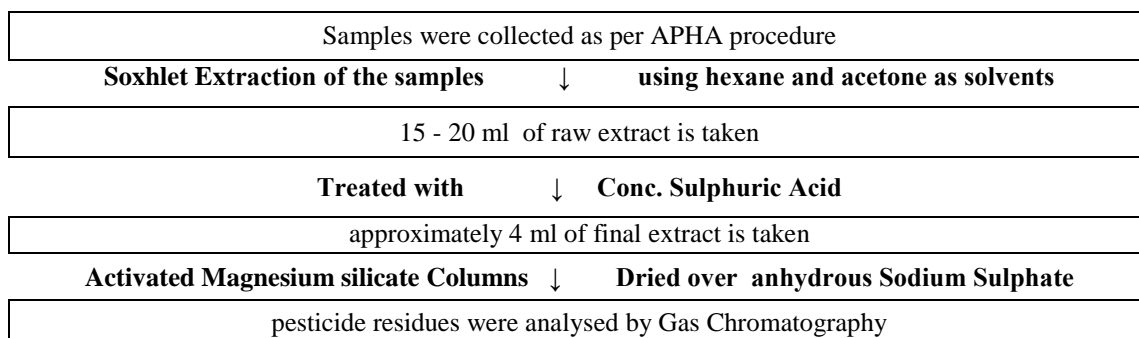 Samples were collected as per APHA procedure
Soxhlet Extraction of the samples ↓ using hexane and acetone as solvents
15 - 20 ml of raw extract is taken
Treated with ↓ Conc. Sulphuric Acid
approximately 4 ml of final extract is taken
Activated Magnesium silicate Columns ↓ Dried over anhydrous Sodium Sulphate
pesticide residues were analysed by Gas Chromatography